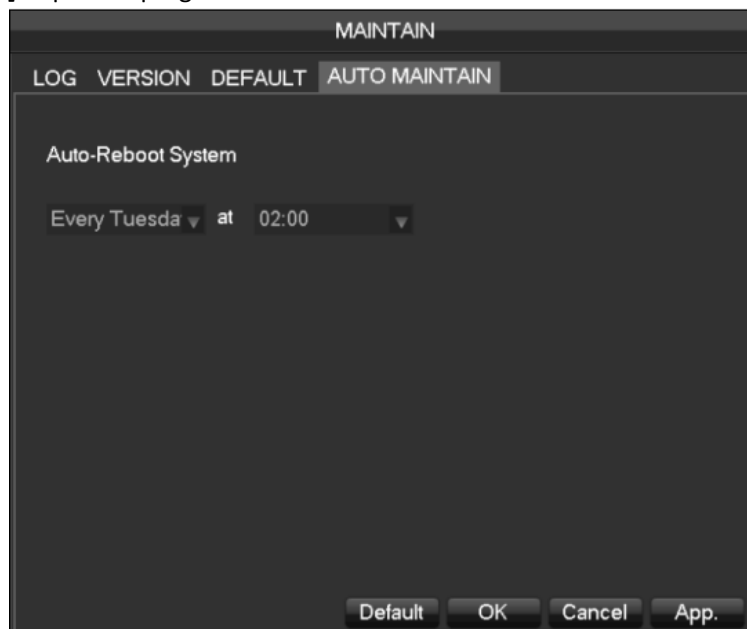 MAINTAIN
LOG VERSION DEFAULT AUTO MAINTAIN
Auto-Reboot System
Every Tuesda at 02:00
Default OK Cancel App.